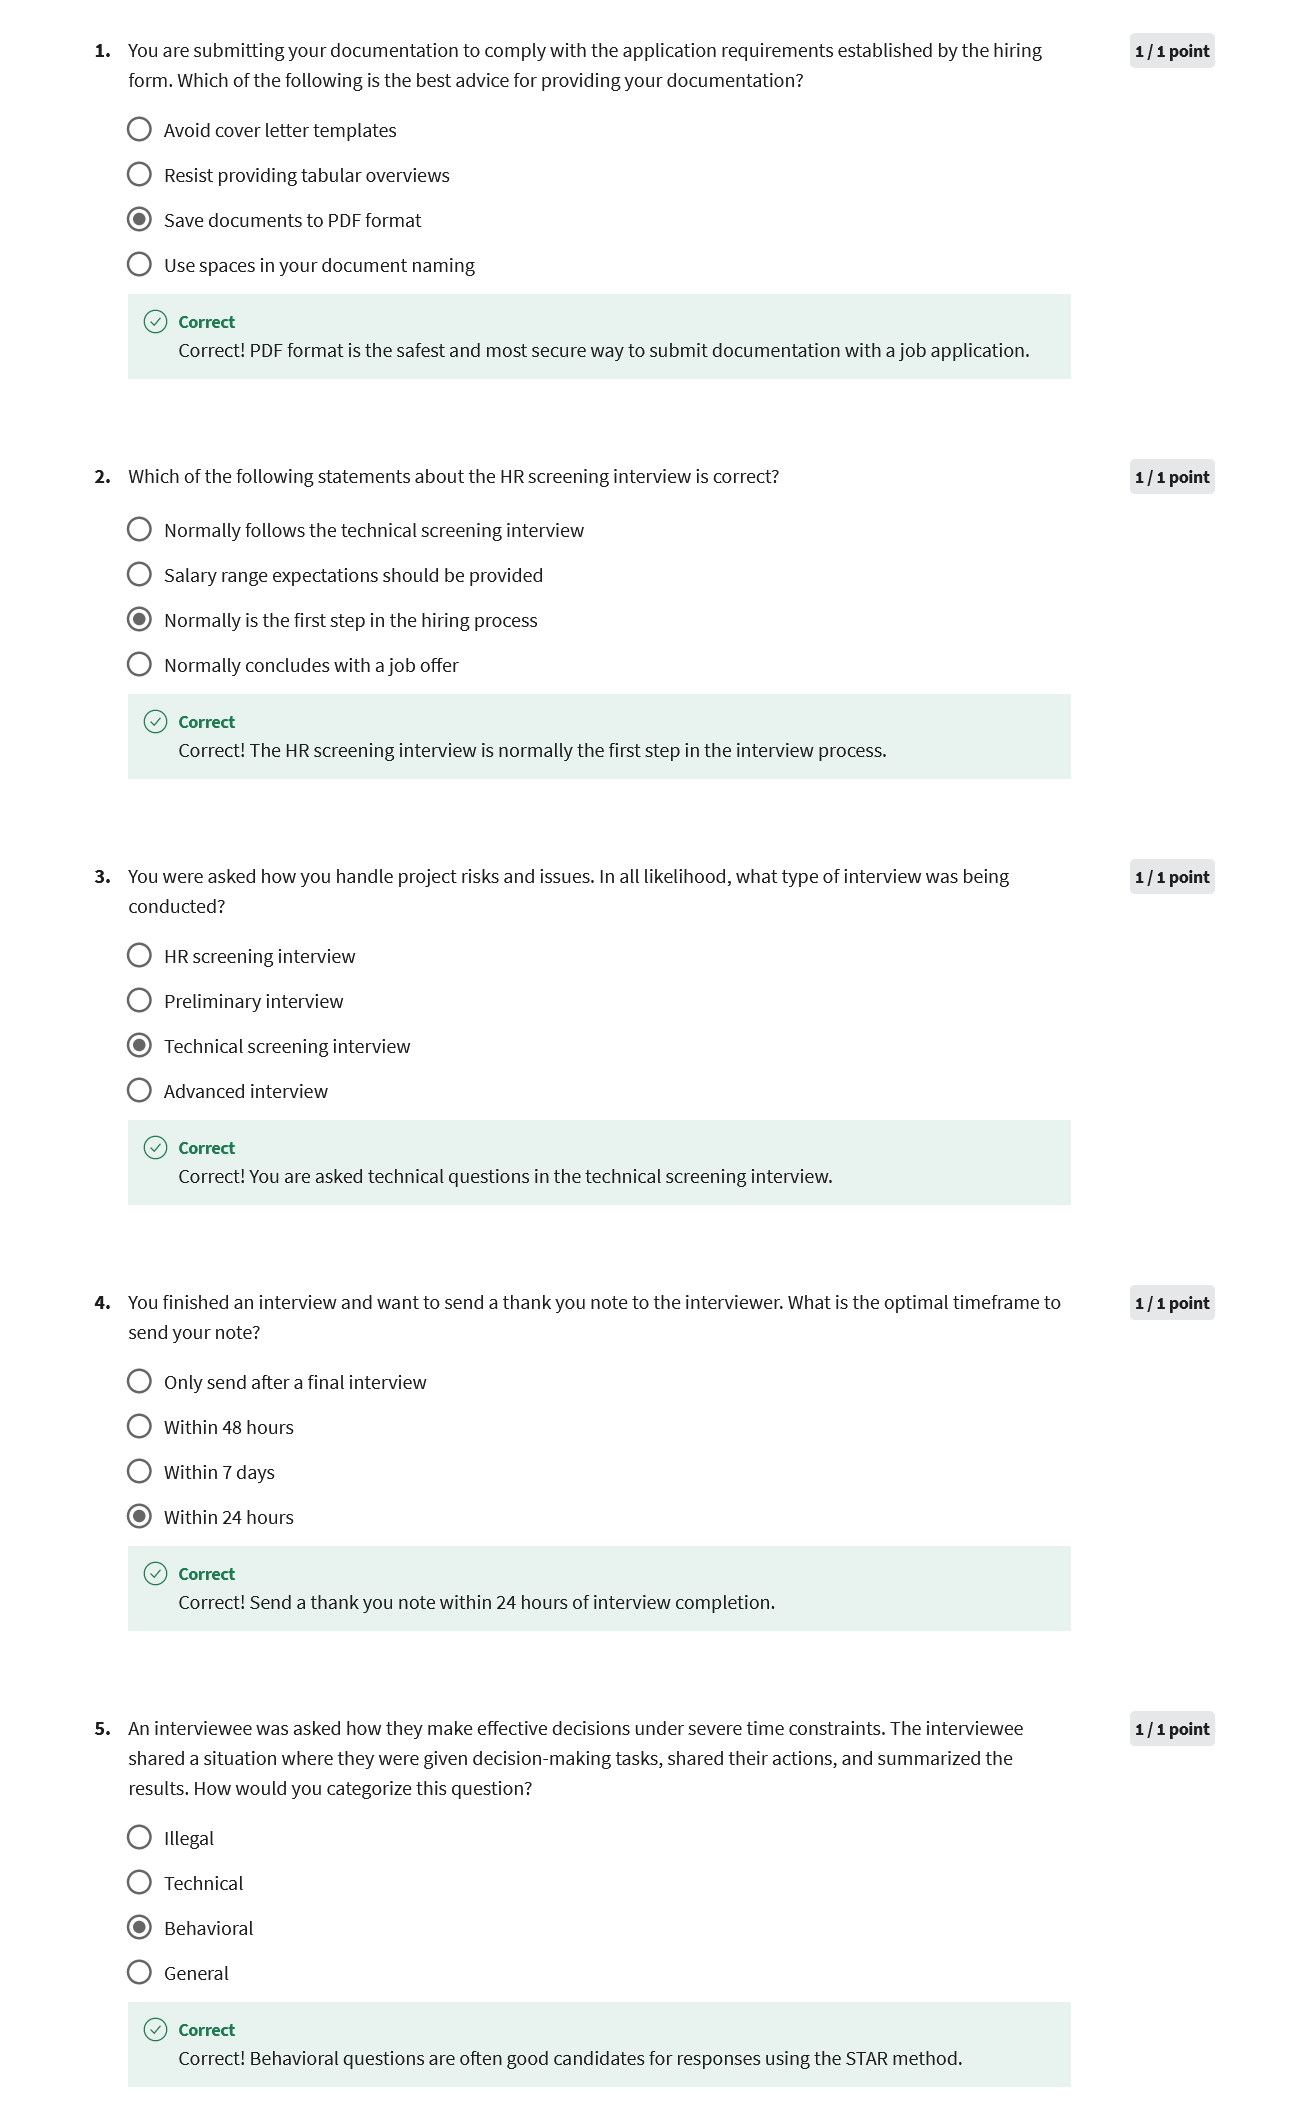 1. You are submitting your documentation to comply with the application requirements established by the hiring
form. Which of the following is the best advice for providing your documentation?
1 / 1 point
Avoid cover letter templates
Resist providing tabular overviews
Save documents to PDF format
Use spaces in your document naming
Correct
Correct! PDF format is the safest and most secure way to submit documentation with a job application.
2. Which of the following statements about the HR screening interview is correct?
1 / 1 point
Normally follows the technical screening interview
Salary range expectations should be provided
Normally is the first step in the hiring process
Normally concludes with a job offer
Correct
Correct! The HR screening interview is normally the first step in the interview process.
3. You were asked how you handle project risks and issues. In all likelihood, what type of interview was being
conducted?
1 / 1 point
HR screening interview
Preliminary interview
Technical screening interview
Advanced interview
Correct
Correct! You are asked technical questions in the technical screening interview.
4. You finished an interview and want to send a thank you note to the interviewer. What is the optimal timeframe to
send your note?
1 / 1 point
Only send after a final interview
Within 48 hours
Within 7 days
Within 24 hours
Correct
Correct! Send a thank you note within 24 hours of interview completion.
5. An interviewee was asked how they make effective decisions under severe time constraints. The interviewee
shared a situation where they were given decision-making tasks, shared their actions, and summarized the
results. How would you categorize this question?
1 / 1 point
Illegal
Technical
Behavioral
General
Correct
Correct! Behavioral questions are often good candidates for responses using the STAR method.